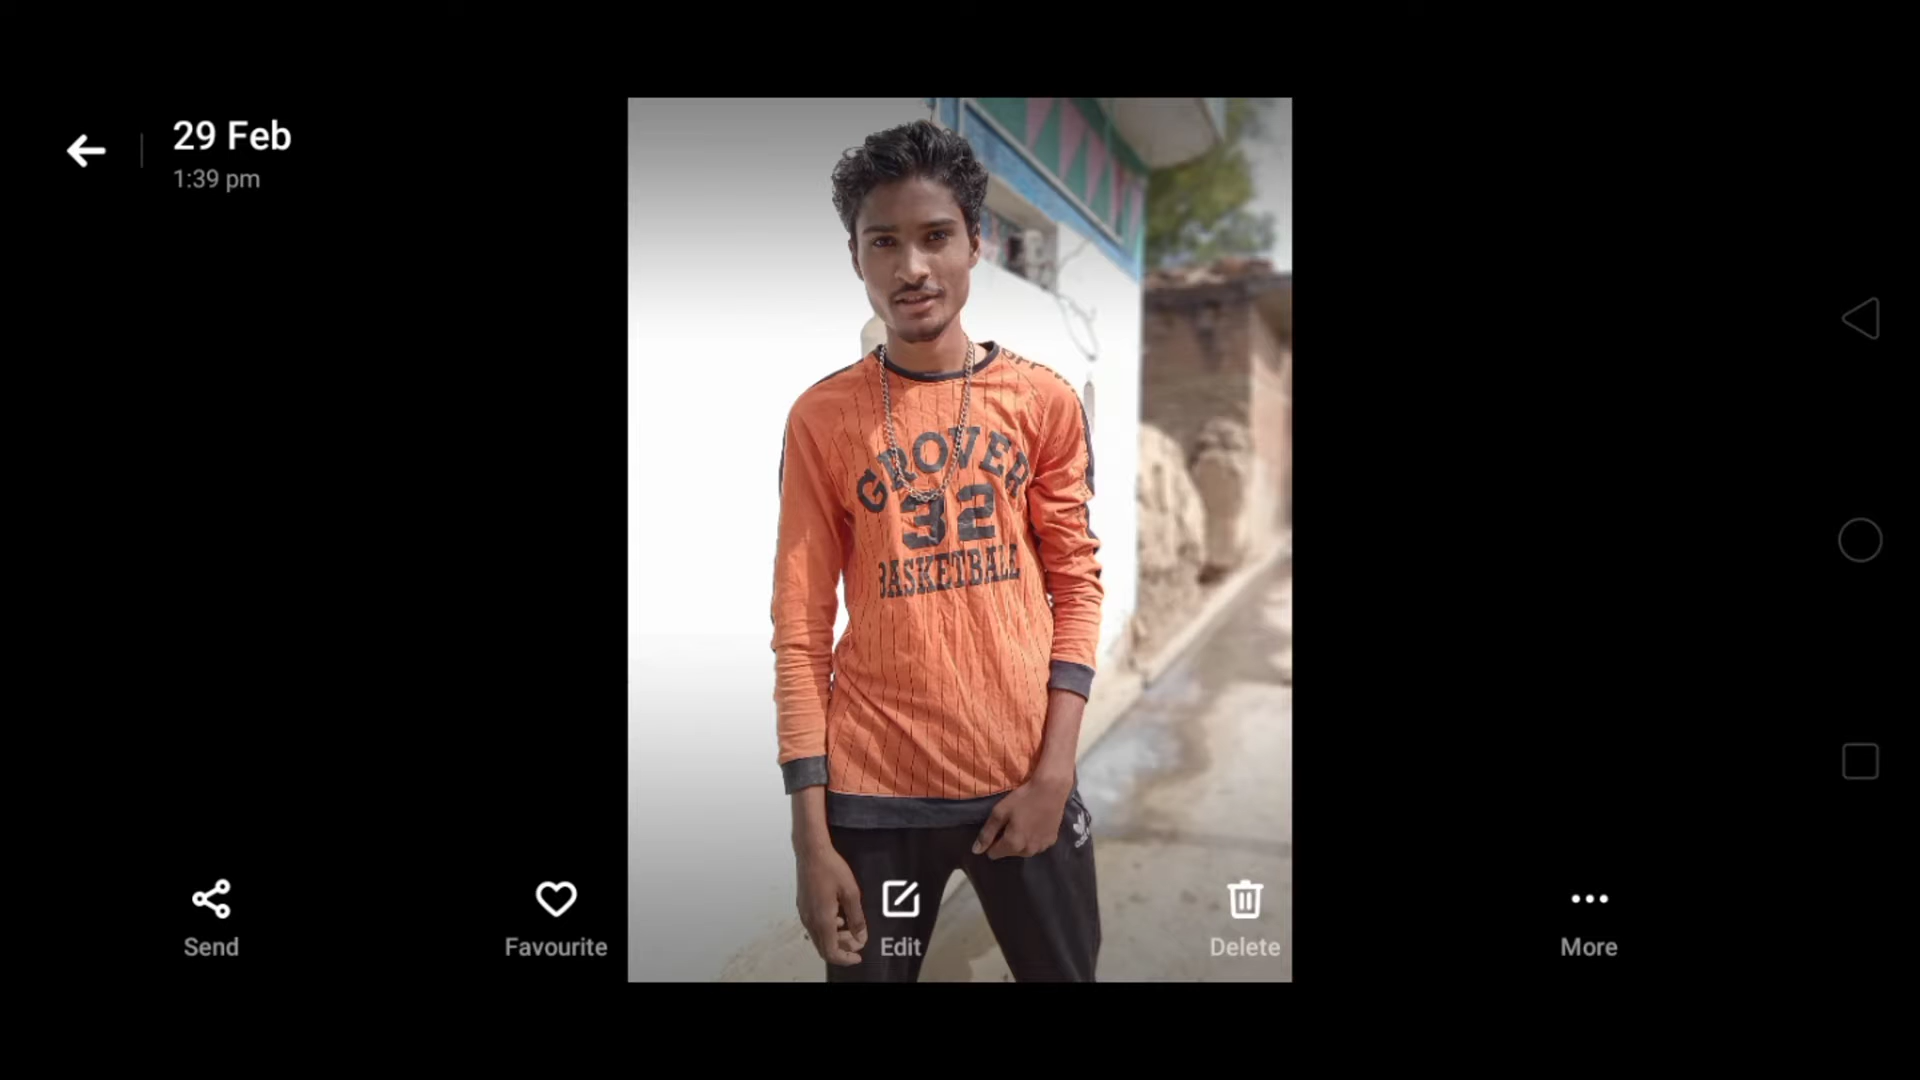 29 Feb
1:39 pm
GROVER
32
BASKETBALL
Send
Favourite
Edit
Delete
More